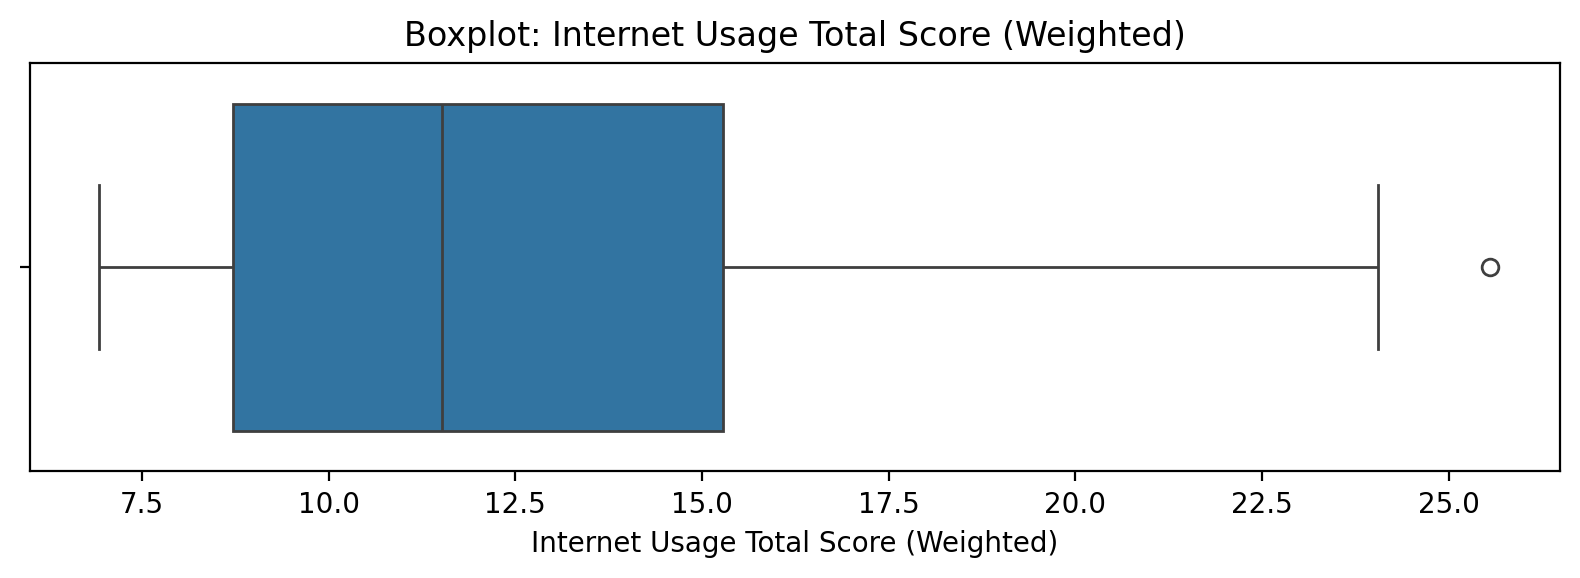 Boxplot: Internet Usage Total Score (Weighted)
7.5 10.0 12.5 15.0 17.5 20.0 22.5 25.0
Internet Usage Total Score (Weighted)